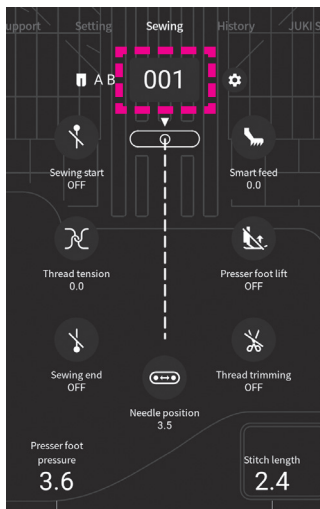 upport Setting Sewing History JUKI S
A B 001
Sewing start
OFF
Smart feed
0.0
Thread tension
0.0
Presser foot lift
OFF
Sewing end
OFF
Thread trimming
OFF
Needle position
3.5
Presser foot
pressure
3.6
Stitch length
2.4